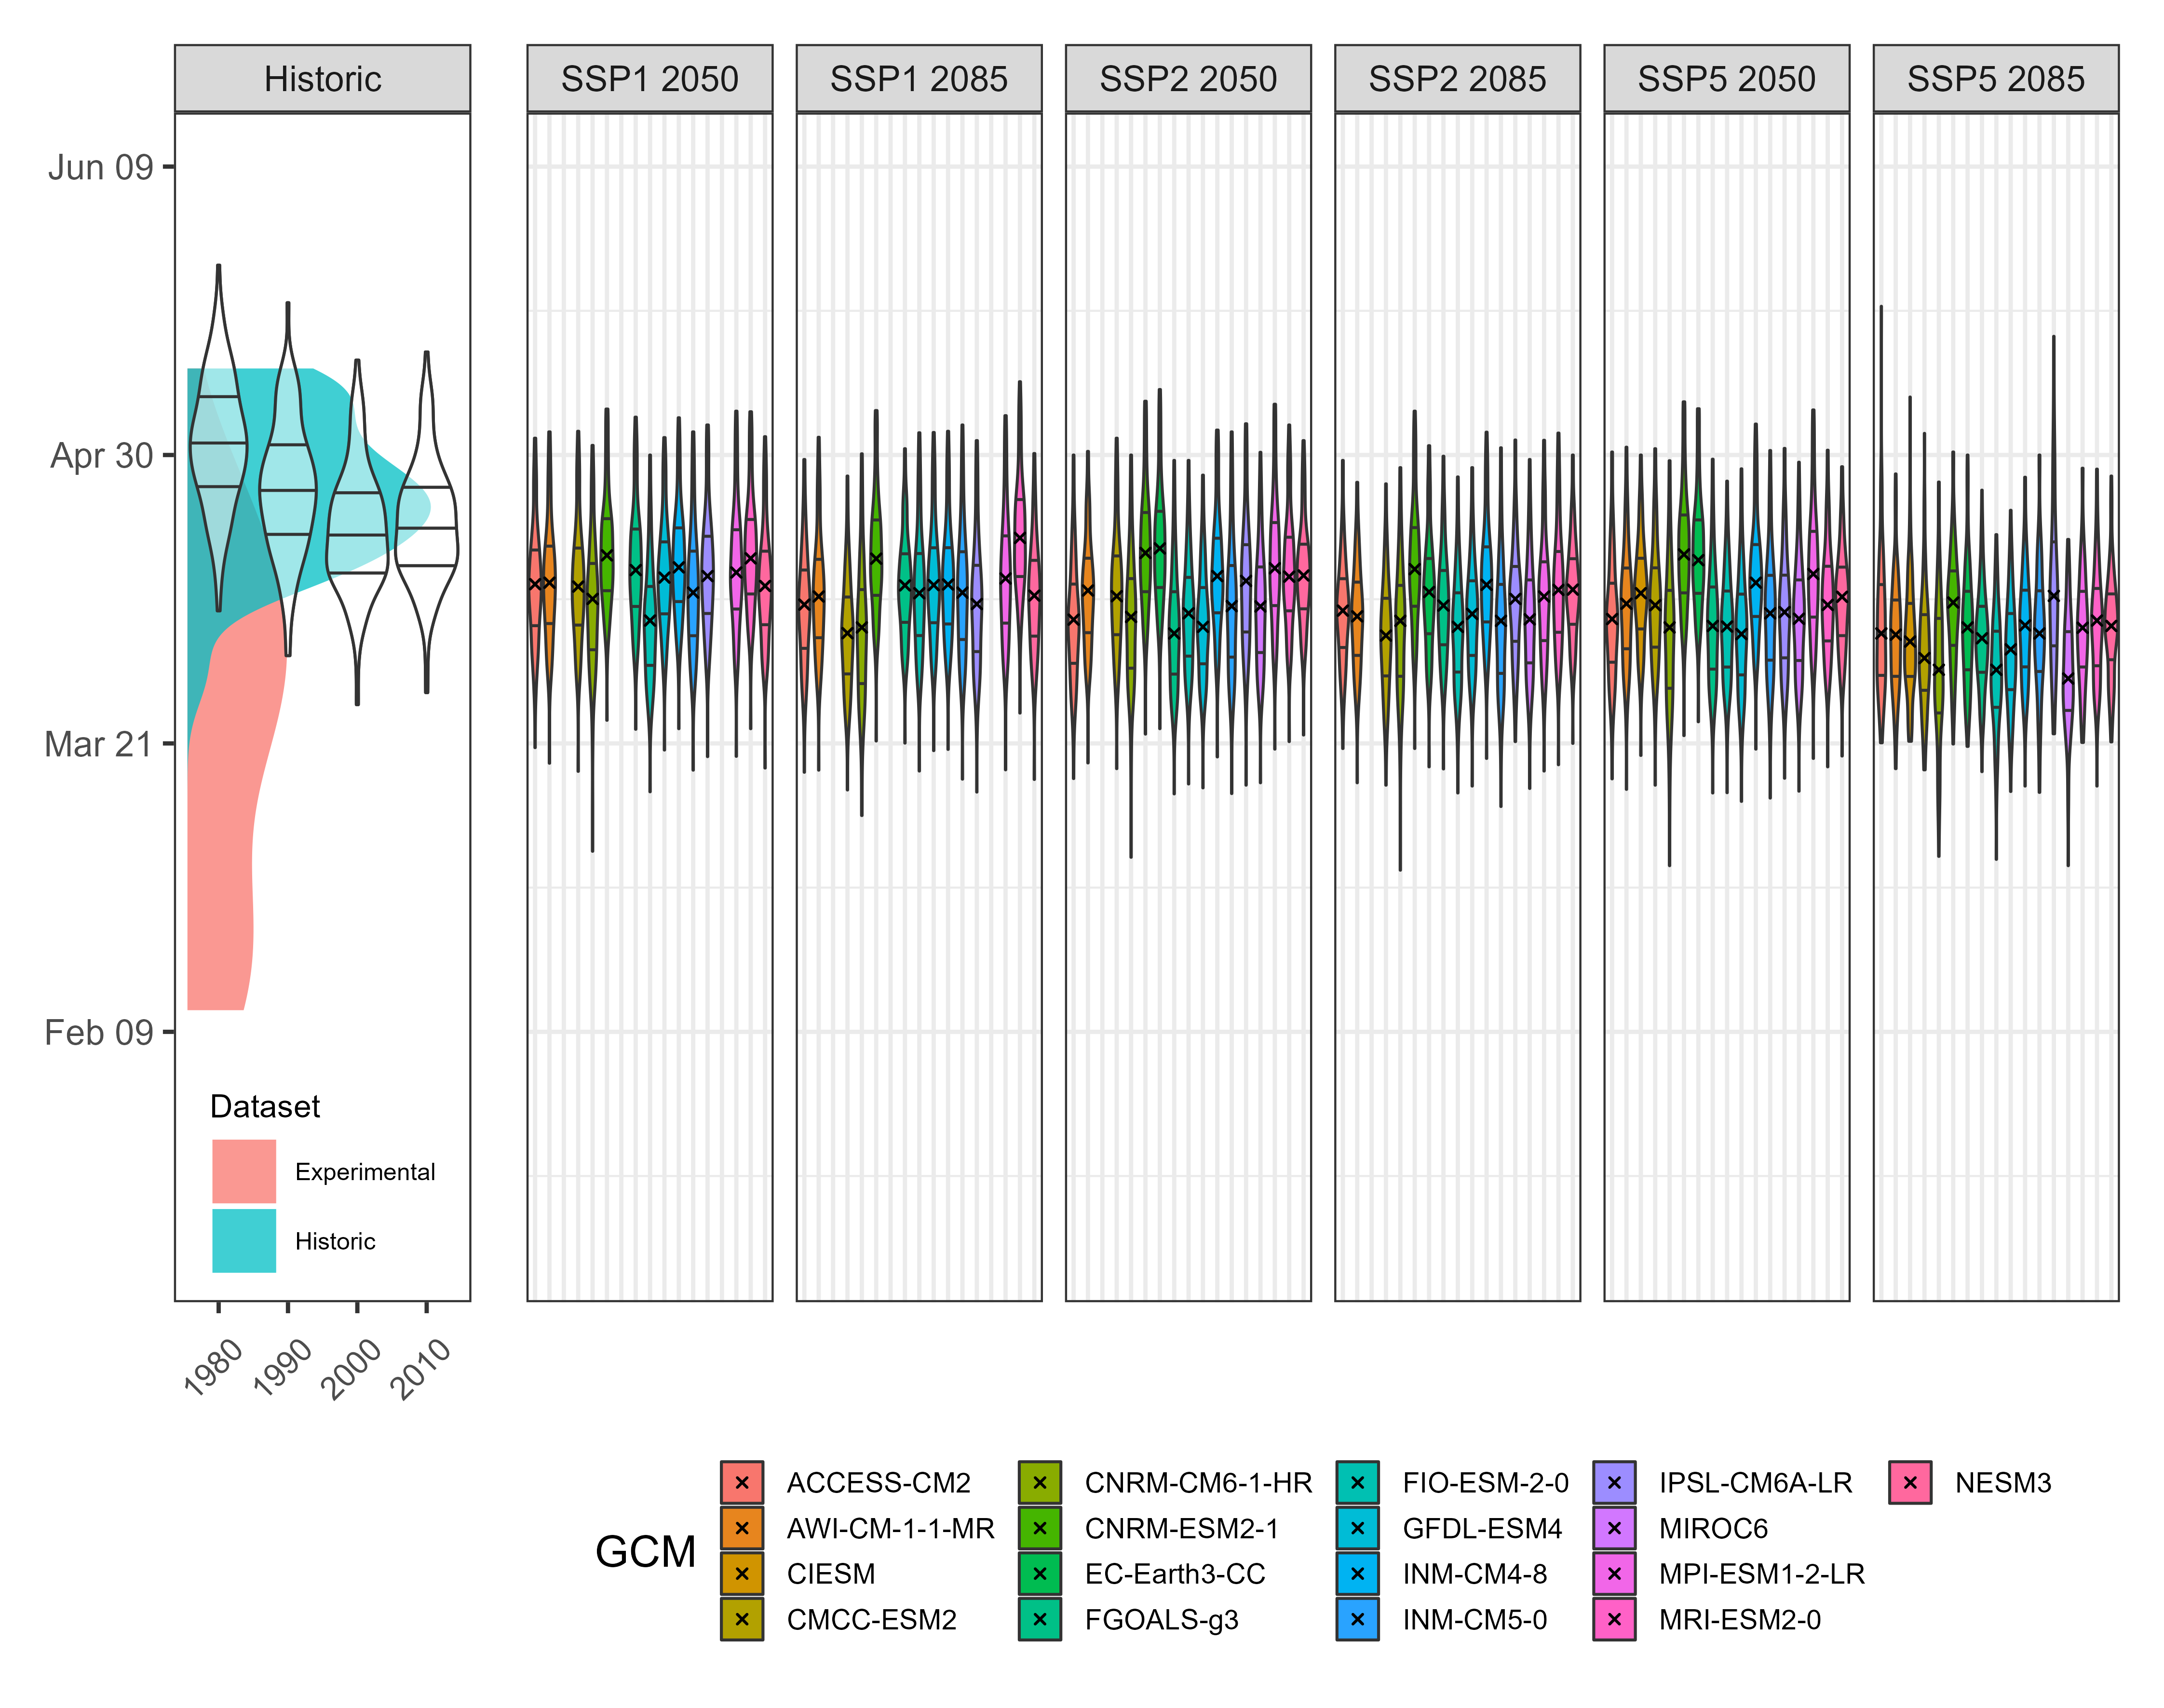 Historic
SSP1 2050
SSP1 2085
SSP2 2050
SSP2 2085
SSP5 2050
SSP5 2085
Jun 09
Apr 30
Mar 21
Feb 09
Dataset
Experimental
Historic
1980
1990
2000
2010
GCM
ACCESS-CM2
AWI-CM-1-1-MR
CIESM
CMCC-ESM2
CNRM-CM6-1-HR
CNRM-ESM2-1
EC-Earth3-CC
FGOALS-g3
FIO-ESM-2-0
GFDL-ESM4
INM-CM4-8
INM-CM5-0
IPSL-CM6A-LR
MIROC6
MPI-ESM1-2-LR
MRI-ESM2-0
NESM3